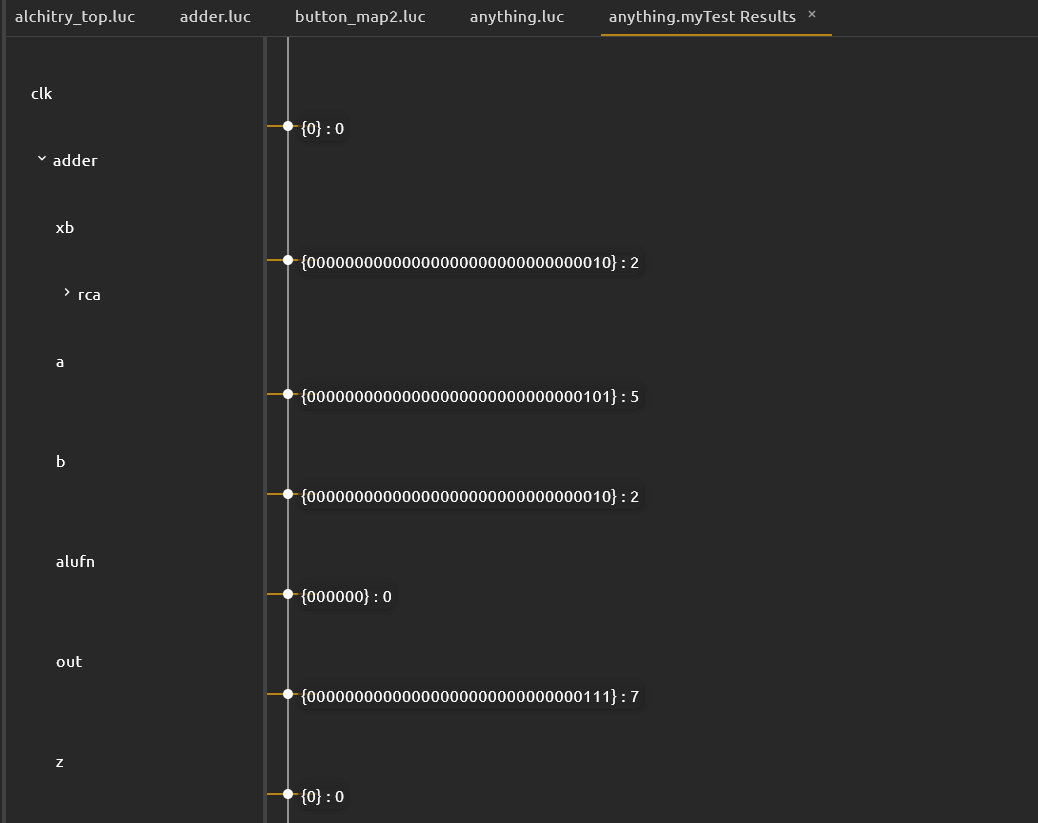 alchitry_top.luc adder.luc button_map2.luc anything.luc anything.myTest Results
clk
{0} : 0
adder
xb
{00000000000000000000000000000010} : 2
rca
a
{00000000000000000000000000000101} : 5
b
{00000000000000000000000000000010} : 2
alufn
{000000} : 0
out
{00000000000000000000000000000111} : 7
z
{0} : 0